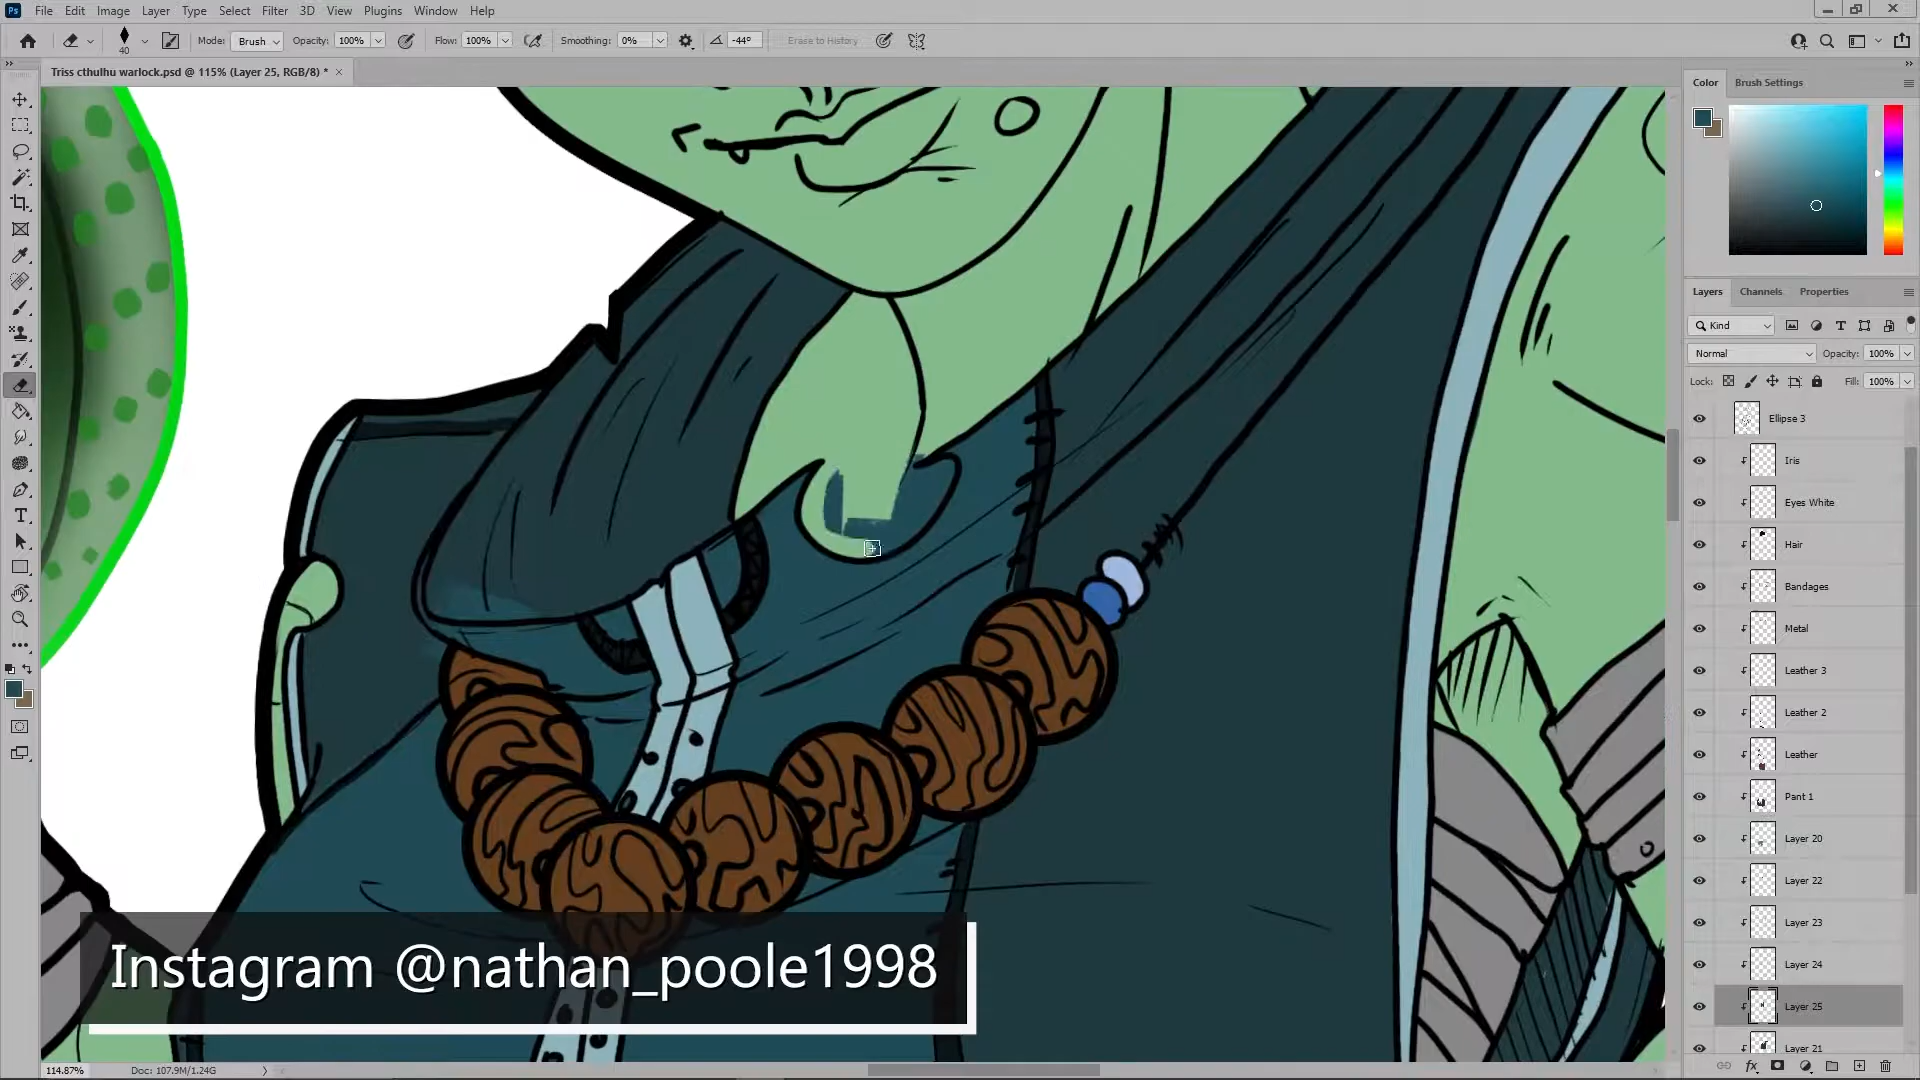 Ps File Edit Image Layer Type Select Filter 3D View Plugins Window Help
40 Mode: Brush Opacity: 100% Flow: 100% Smoothing: 0% -44° Erase to History
Triss cthulhu warlock.psd @ 115% (Layer 25, RGB/8) * ×
Color Brush Settings
Layers Channels Properties
Kind
Normal Opacity: 100%
Lock: Fill: 100%
Ellipse 3
Iris
Eyes White
Hair
Bandages
Metal
Leather 3
Leather 2
Leather
Pant 1
Layer 20
Layer 22
Layer 23
Layer 24
Layer 25
Layer 21
Instagram @nathan_poole1998
114.87% Doc: 107.9M/1.24G